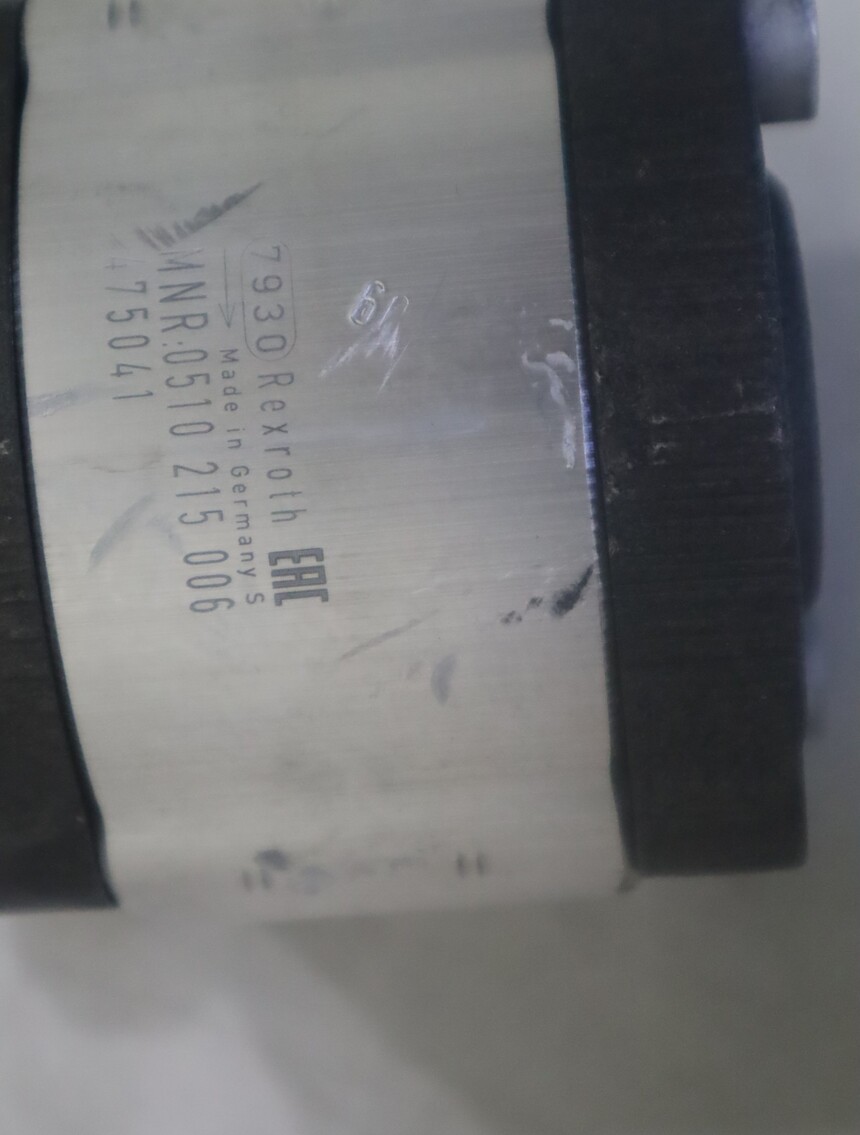 7930 Rexroth EAC
Made in Germany S
MNR:0510 215 006
475041